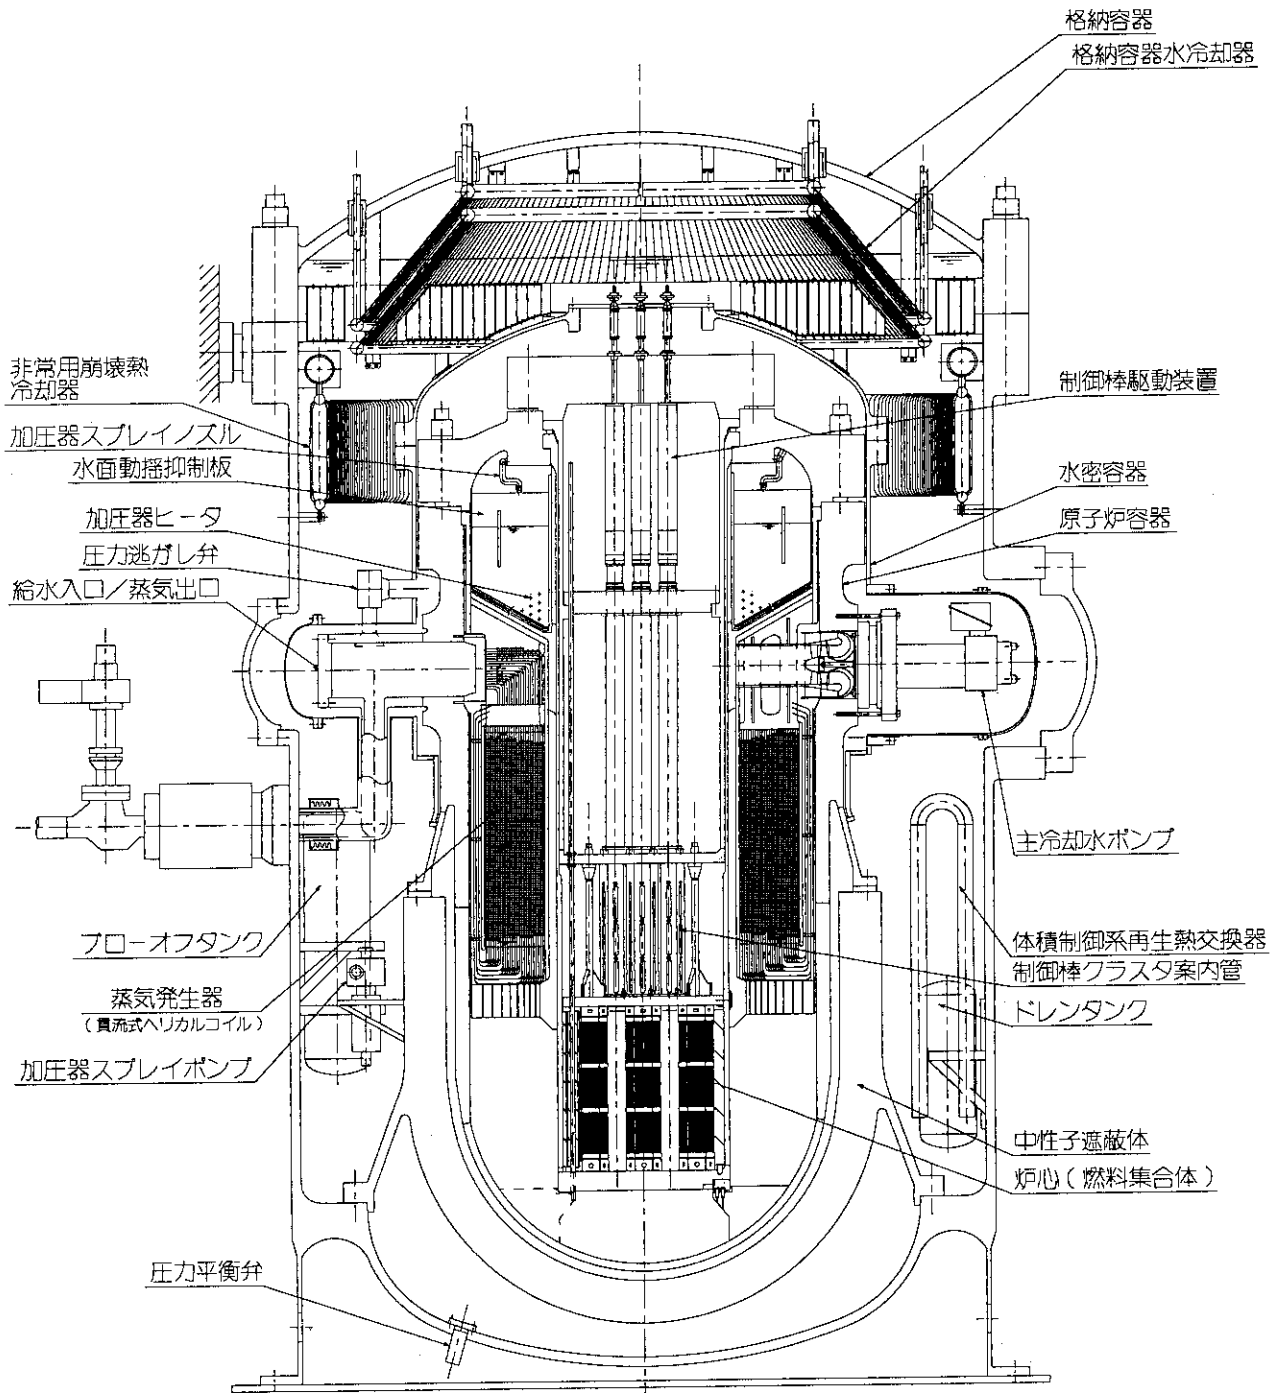 格納容器
格納容器水冷却器
非常用崩壊熱
冷却器
加圧器スプレイノズル
水面動揺抑制板
加圧器ヒータ
圧力逃がし弁
給水入口／蒸気出口
制御棒駆動装置
水密容器
原子炉容器
主冷却水ポンプ
ブローオフタンク
蒸気発生器
(貫流式ヘリカルコイル)
加圧器スプレイポンプ
体積制御系再生熱交換器
制御棒クラスタ案内管
ドレンタンク
中性子遮蔽体
炉心(燃料集合体)
圧力平衡弁